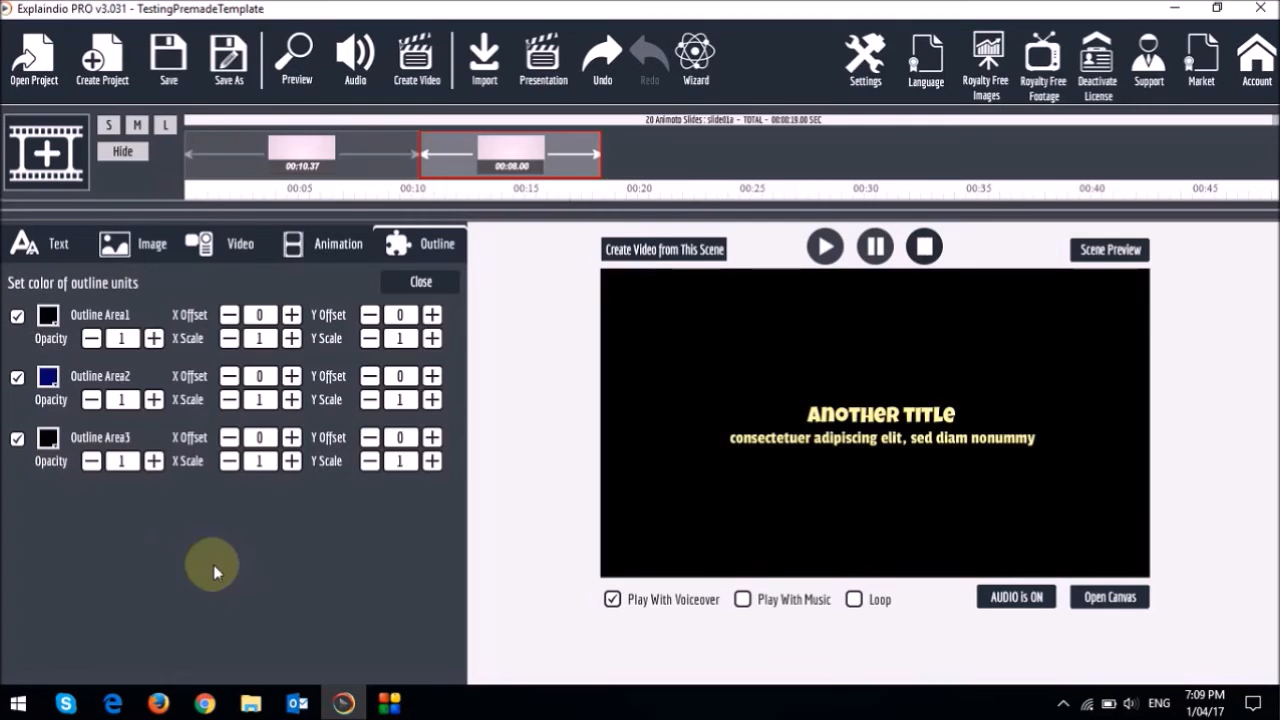 Explaindio PRO v3.031 - TestingPremadeTemplate
Open Project
Create Project
Save
Save As
Preview
Audio
Create Video
Import
Presentation
Undo
Redo
Wizard
Settings
Language
Royalty Free Images
Royalty Free Footage
Deactivate License
Support
Market
Account
S M L
Hide
20 Animoto Slides : slide01a - TOTAL - 00:00:19.00 SEC
00:10.37
00:08.00
00:05 00:10 00:15 00:20 00:25 00:30 00:35 00:40 00:45
Text Image Video Animation Outline
Set color of outline units Close
Outline Area1 X Offset 0 Y Offset 0
Opacity 1 X Scale 1 Y Scale 1
Outline Area2 X Offset 0 Y Offset 0
Opacity 1 X Scale 1 Y Scale 1
Outline Area3 X Offset 0 Y Offset 0
Opacity 1 X Scale 1 Y Scale 1
Create Video from This Scene
Scene Preview
ANOTHER TITLE
consectetuer adipiscing elit, sed diam nonummy
Play With Voiceover Play With Music Loop
AUDIO is ON
Open Canvas
ENG
7:09 PM
1/04/17